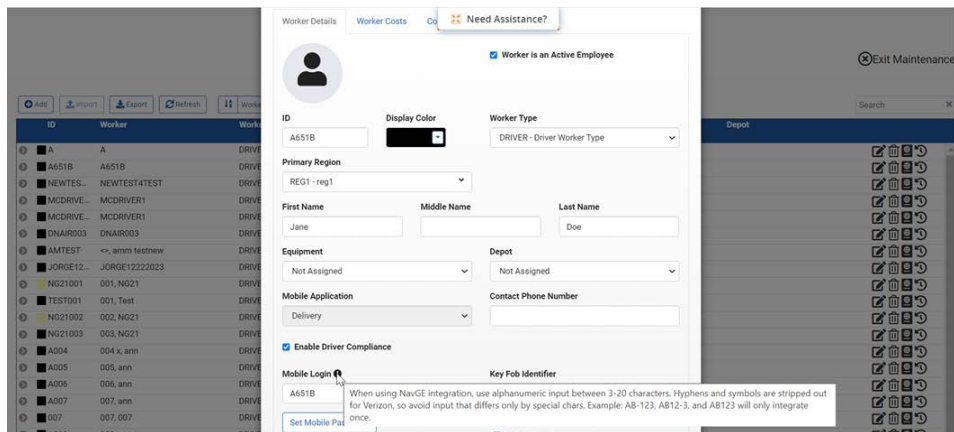 Worker Details Worker Costs Co Need Assistance?
Worker is an Active Employee
Exit Maintenance
Add Import Export Refresh Worke Search
ID Display Color Worker Type
ID Worker Worke Depot
A651B DRIVER - Driver Worker Type
A A DRIVE
Primary Region
A651B A651B DRIVE
REG1 - reg1
NEWTES... NEWTEST4TEST DRIVE
MCDRIVE... MCDRIVER1 DRIVE
First Name Middle Name Last Name
MCDRIVE... MCDRIVER1 DRIVE
Jane Doe
DNAIR003 DNAIR003 DRIVE
AMTEST <>, amm testnew DRIVE
Equipment Depot
JORGE12... JORGE12222023 DRIVE
Not Assigned Not Assigned
NG21001 001, NG21 DRIVE
Mobile Application Contact Phone Number
TEST001 001, Test DRIVE
Delivery
NG21002 002, NG21 DRIVE
NG21003 003, NG21 DRIVE
Enable Driver Compliance
A004 004 x, ann DRIVE
A005 005, ann DRIVE
Mobile Login Key Fob Identifier
A006 006, ann DRIVE
A651B
When using NavGE integration, use alphanumeric input between 3-20 characters. Hyphens and symbols are stripped out
A007 007, ann DRIVE
for Verizon, so avoid input that differs only by special chars. Example: AB-123, AB12-3, and AB123 will only integrate
007 007, 007 DRIVE
Set Mobile Pa
once.